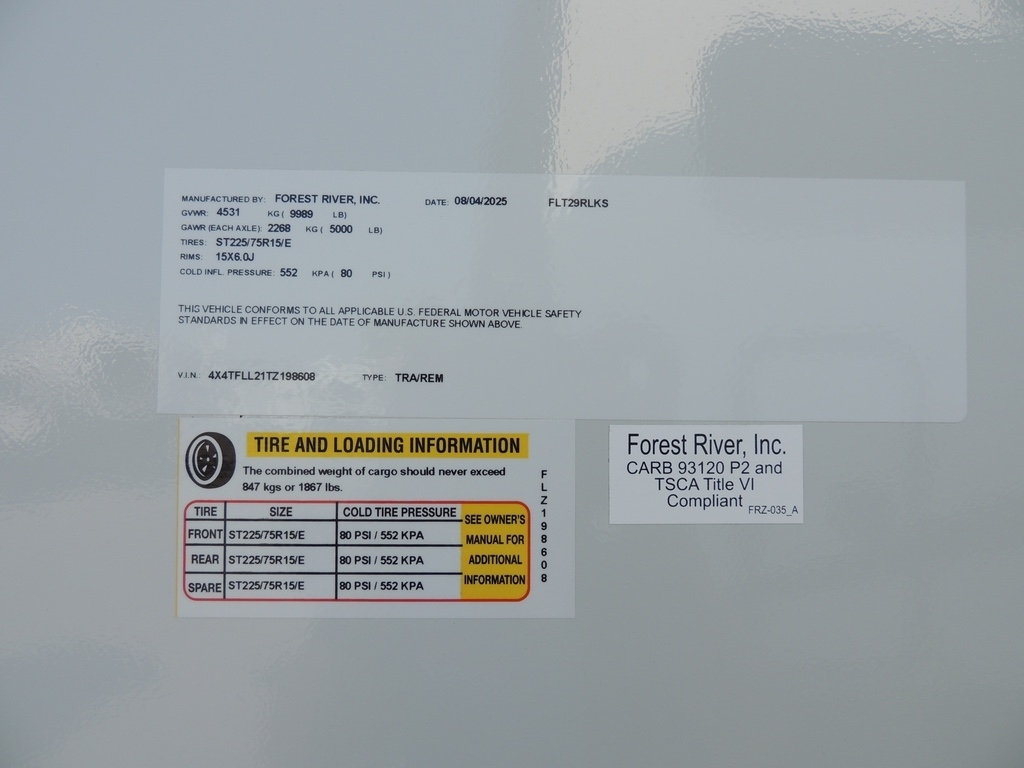 MANUFACTURED BY: FOREST RIVER, INC. DATE: 08/04/2025 FLT29RLKS
GVWR: 4531 KG ( 9989 LB)
GAWR (EACH AXLE): 2268 KG ( 5000 LB)
TIRES: ST225/75R15/E
RIMS: 15X6.0J
COLD INFL. PRESSURE: 552 KPA ( 80 PSI )
THIS VEHICLE CONFORMS TO ALL APPLICABLE U.S. FEDERAL MOTOR VEHICLE SAFETY
STANDARDS IN EFFECT ON THE DATE OF MANUFACTURE SHOWN ABOVE.
V.I.N.: 4X4TFLL21TZ198608 TYPE: TRA/REM
TIRE AND LOADING INFORMATION
The combined weight of cargo should never exceed
847 kgs or 1867 lbs.
TIRE SIZE COLD TIRE PRESSURE
FRONT ST225/75R15/E 80 PSI / 552 KPA
REAR ST225/75R15/E 80 PSI / 552 KPA
SPARE ST225/75R15/E 80 PSI / 552 KPA
SEE OWNER'S
MANUAL FOR
ADDITIONAL
INFORMATION
FLZ198608
Forest River, Inc.
CARB 93120 P2 and
TSCA Title VI
Compliant
FRZ-035_A